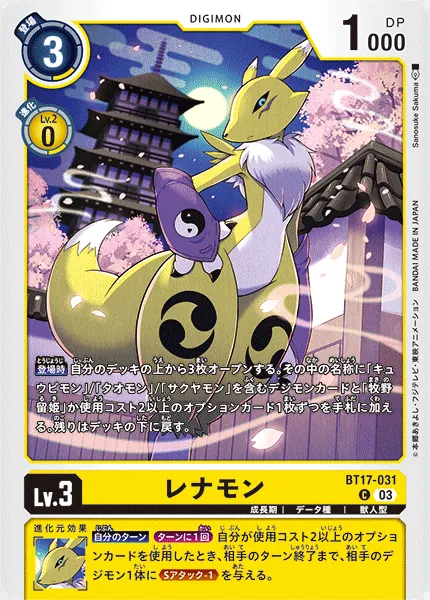 DIGIMON
登場
3
DP
1000
進化
Lv.2
0
Sanosuke Sakuma
BANDAI MADE IN JAPAN
©本郷あきよし・フジテレビ・東映アニメーション
登場時 自分のデッキの上から3枚オープンする。その中の名称に「キュ
ウビモン」/「タオモン」/「サクヤモン」を含むデジモンカードと「牧野
留姫」か使用コスト2以上のオプションカード1枚ずつを手札に加え
る。残りはデッキの下に戻す。
BT17-031
Lv.3
レナモン
C 03
成長期 | データ種 | 獣人型
進化元効果
自分のターン ターンに1回 自分が使用コスト2以上のオプショ
ンカードを使用したとき、相手のターン終了まで、相手のデ
ジモン1体に Sアタック-1 を与える。